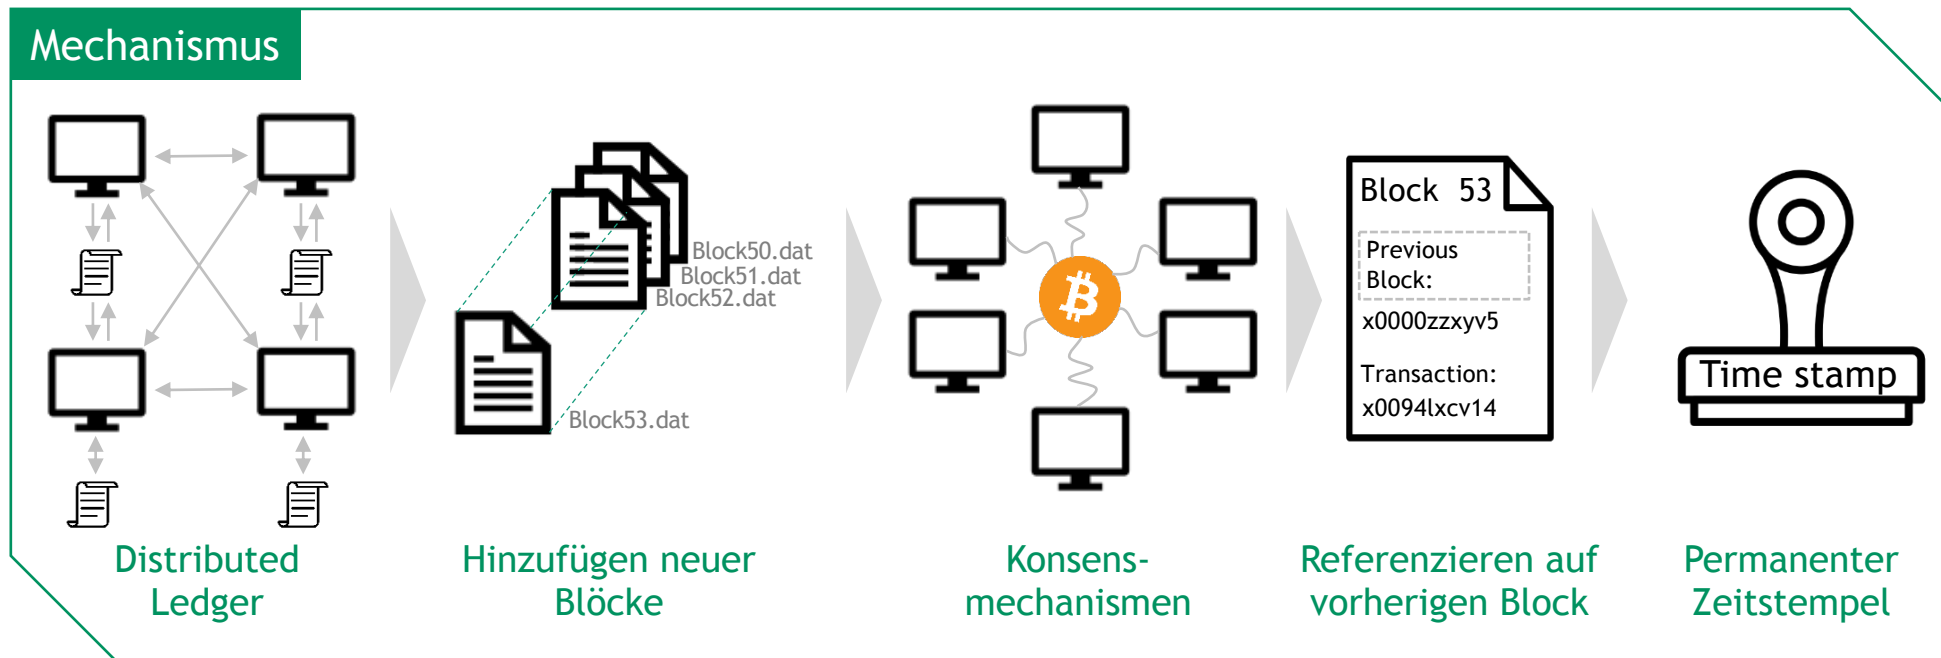 Mechanismus
Block50.dat
Block51.dat
Block52.dat
Block53.dat
Block 53
Previous
Block:
x0000zzxyv5
Transaction:
x0094lxcv14
Time stamp
Distributed
Ledger
Hinzufügen neuer
Blöcke
Konsens-
mechanismen
Referenzieren auf
vorherigen Block
Permanenter
Zeitstempel